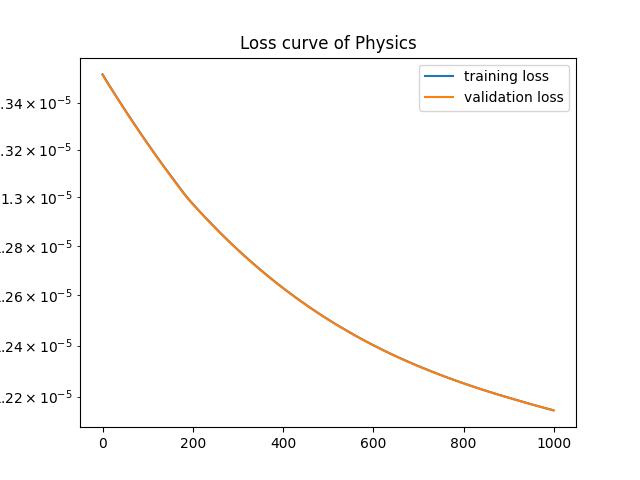 Loss curve of Physics
training loss
validation loss
.34 × 10⁻⁵
.32 × 10⁻⁵
1.3 × 10⁻⁵
.28 × 10⁻⁵
.26 × 10⁻⁵
.24 × 10⁻⁵
.22 × 10⁻⁵
0 200 400 600 800 1000